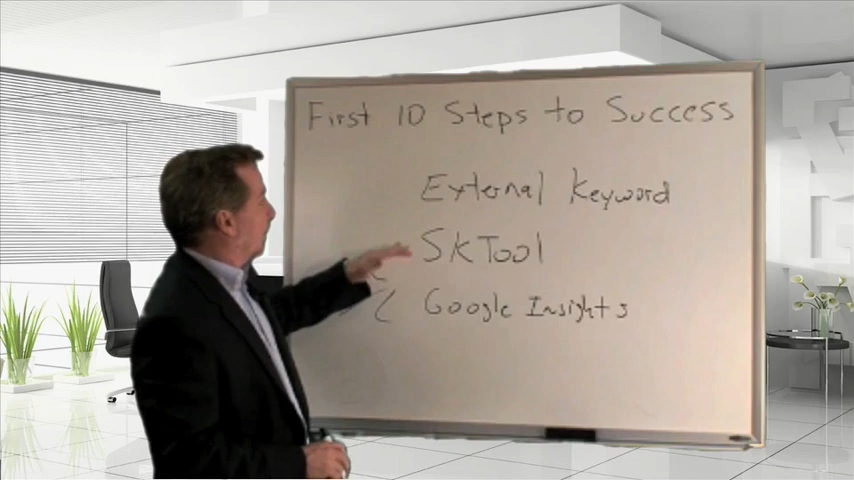 First 10 Steps to Success
External Keyword
SKTool
Google Insights